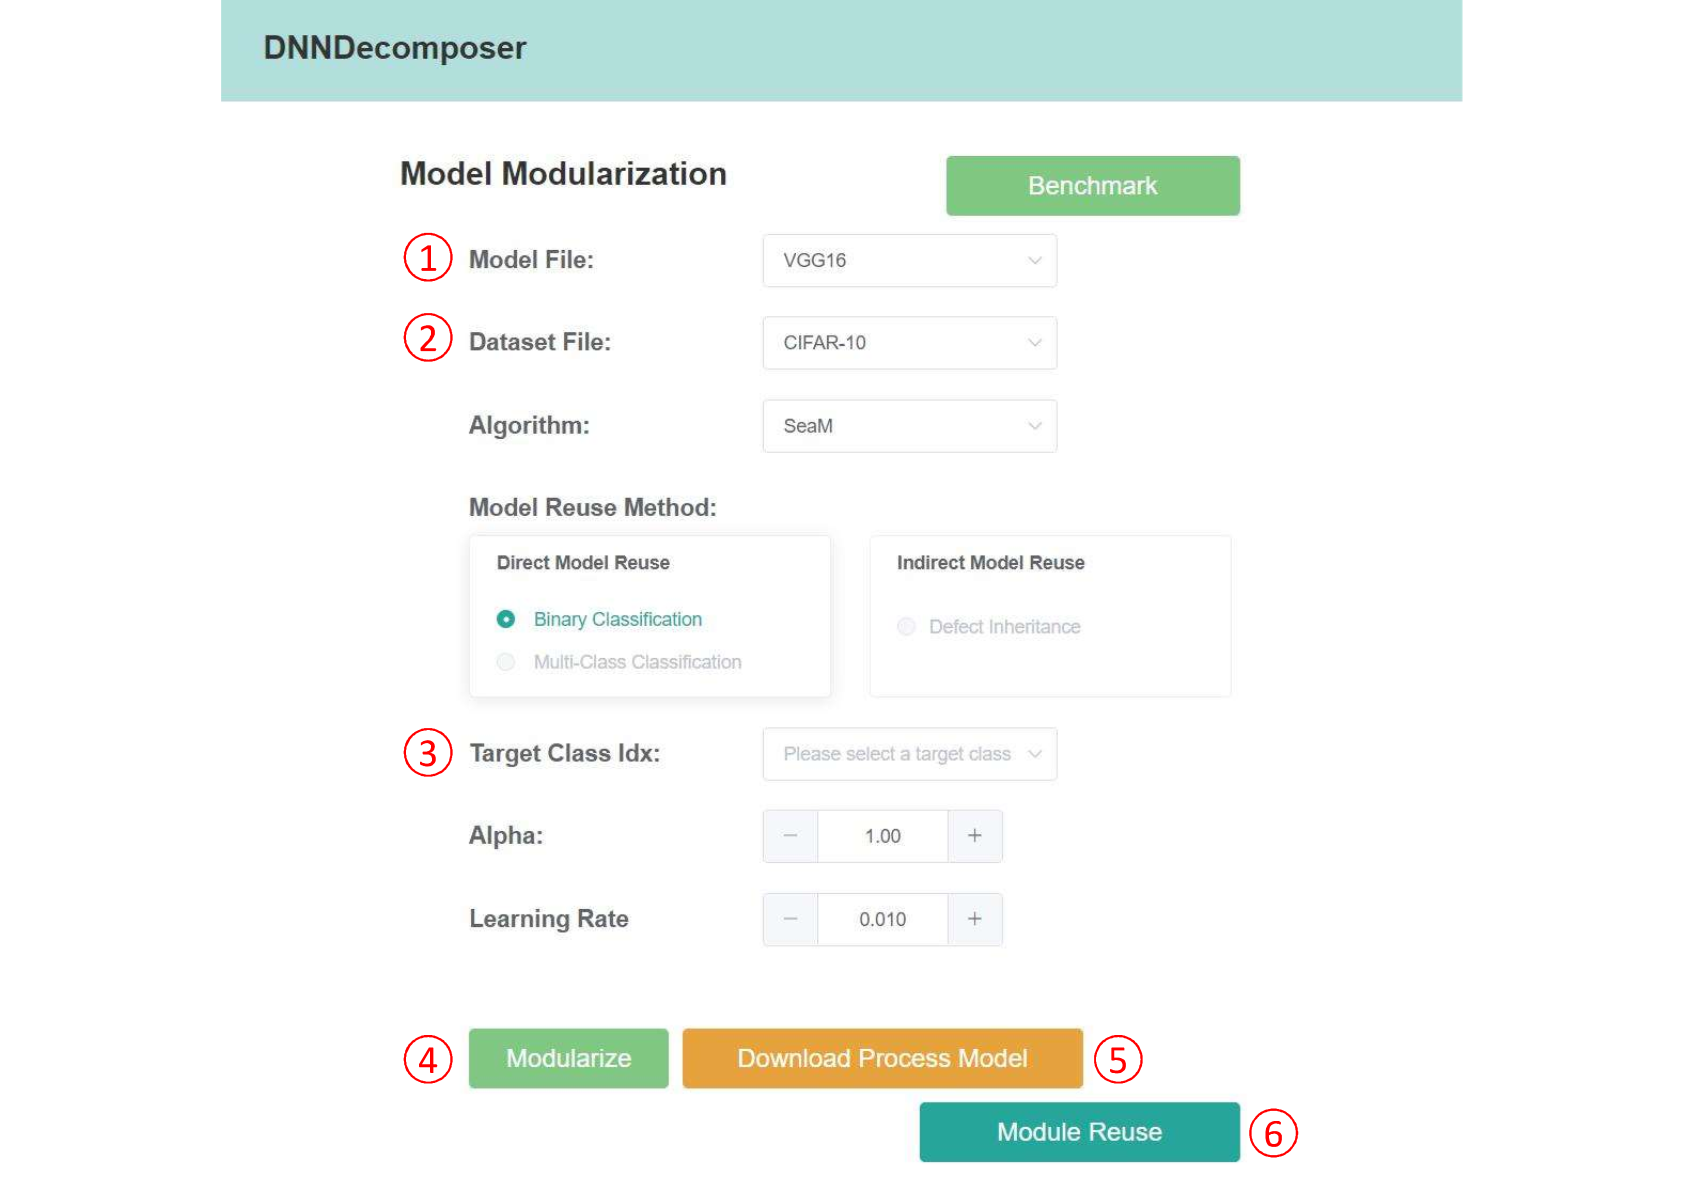 DNNDecomposer
Model Modularization
Benchmark
① Model File: VGG16
② Dataset File: CIFAR-10
Algorithm: SeaM
Model Reuse Method:
Direct Model Reuse
Binary Classification
Multi-Class Classification
Indirect Model Reuse
Defect Inheritance
③ Target Class Idx: Please select a target class
Alpha: − 1.00 +
Learning Rate − 0.010 +
④ Modularize Download Process Model ⑤
Module Reuse ⑥